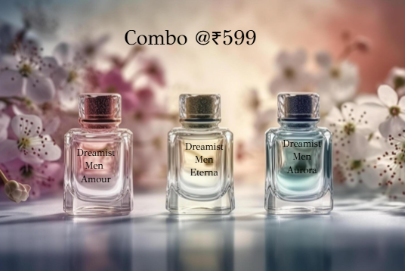 Combo @₹599
Dreamist
Men
Amour
Dreamist
Men
Eterna
Dreamist
Men
Aurora